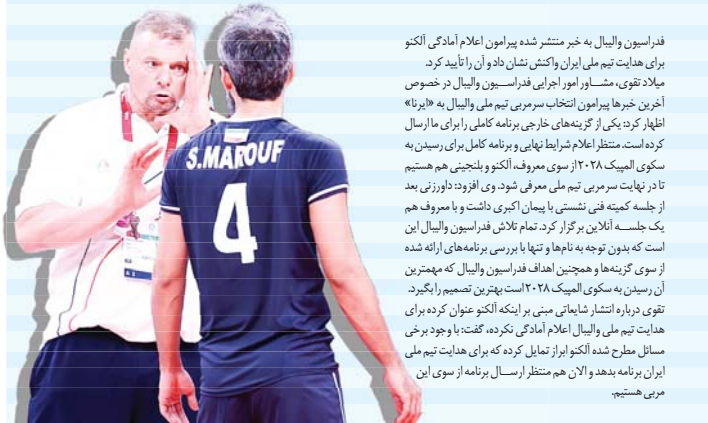 فدراسیون والیبال به خبر منتشر شده پیرامون اعلام آمادگی آلکنو
برای هدایت تیم ملی ایران واکنش نشان داد و آن را تأیید کرد.
میلاد تقوی، مشاور امور اجرایی فدراسیون والیبال در خصوص
آخرین خبرها پیرامون انتخاب سرمربی تیم ملی والیبال به «ایرنا»
اظهار کرد: یکی از گزینه‌های خارجی برنامه کاملی را برای ما ارسال
کرده است. منتظر اعلام شرایط نهایی و برنامه کامل برای رسیدن به
سکوی المپیک ۲۰۲۸ از سوی معروف، آلکنو و بلنجینی هم هستیم
تا در نهایت سرمربی تیم ملی معرفی شود. وی افزود: داورزنی بعد
از جلسه کمیته فنی نشستی با پیمان اکبری داشت و با معروف هم
یک جلسه آنلاین برگزار کرد. تمام تلاش فدراسیون والیبال این
است که بدون توجه به نام‌ها و تنها با بررسی برنامه‌های ارائه شده
از سوی گزینه‌ها و همچنین اهداف فدراسیون والیبال که مهمترین
آن رسیدن به سکوی المپیک ۲۰۲۸ است بهترین تصمیم را بگیرد.
تقوی درباره انتشار شایعاتی مبنی بر اینکه آلکنو عنوان کرده برای
هدایت تیم ملی والیبال اعلام آمادگی نکرده، گفت: با وجود برخی
مسائل مطرح شده آلکنو ابراز تمایل کرده که برای هدایت تیم ملی
ایران برنامه بدهد و الان هم منتظر ارسال برنامه از سوی این
مربی هستیم.
S.MAROUF
4